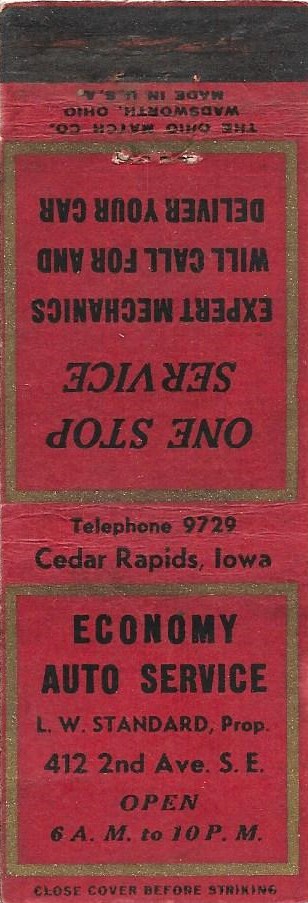 THE OHIO MATCH CO.
WADSWORTH, OHIO
MADE IN U.S.A.
ONE STOP
SERVICE
EXPERT MECHANICS
WILL CALL FOR AND
DELIVER YOUR CAR
Telephone 9729
Cedar Rapids, Iowa
ECONOMY
AUTO SERVICE
L. W. STANDARD, Prop.
412 2nd Ave. S. E.
OPEN
6 A. M. to 10 P. M.
CLOSE COVER BEFORE STRIKING